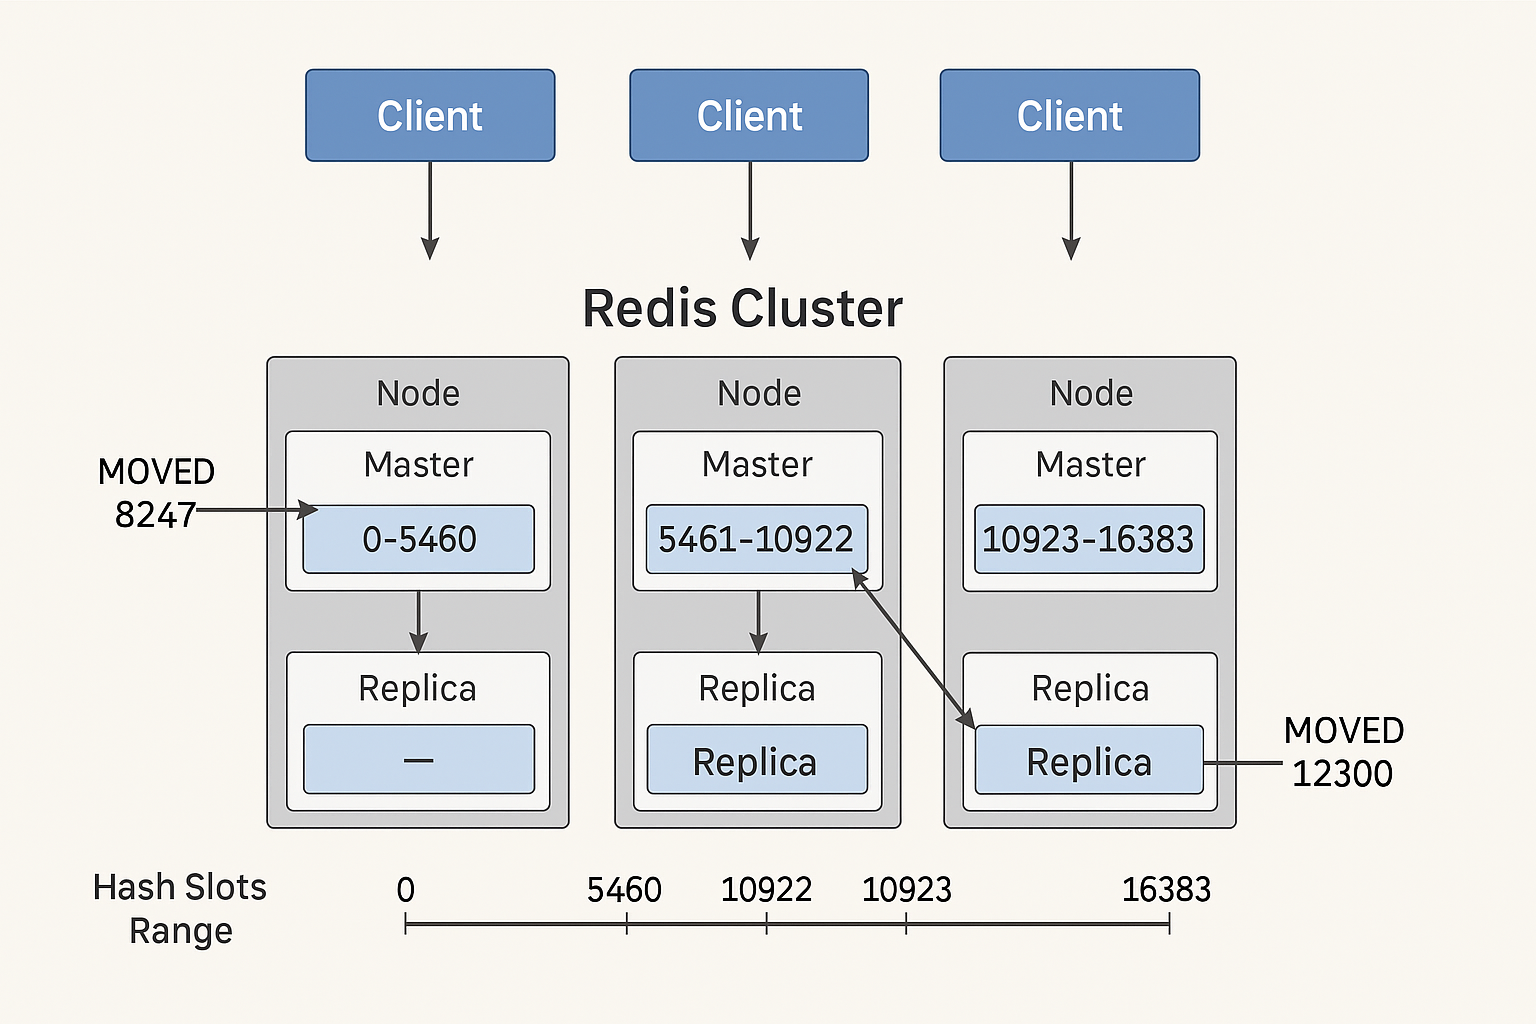 Client
Client
Client
Redis Cluster
Node
Node
Node
Master
Master
Master
MOVED
8247
0-5460
5461-10922
10923-16383
Replica
Replica
Replica
—
Replica
Replica
MOVED
12300
Hash Slots
Range
0
5460
10922
10923
16383